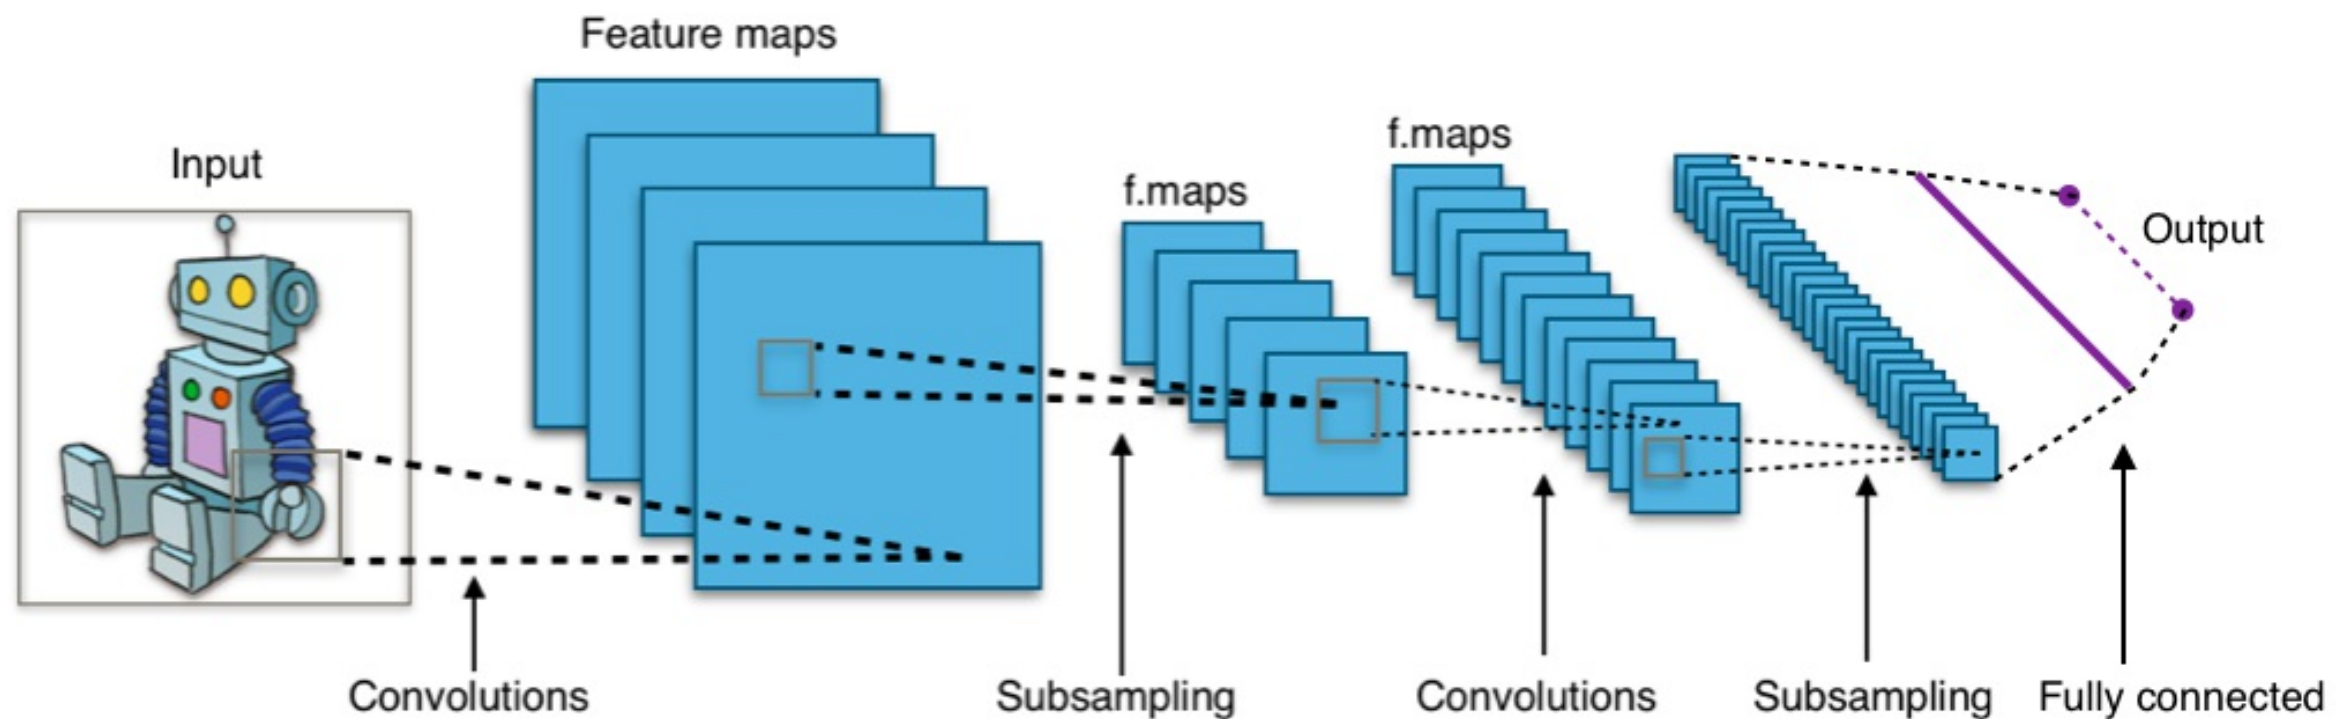 Feature maps
f.maps
Input
f.maps
Output
Convolutions
Subsampling
Convolutions
Subsampling
Fully connected